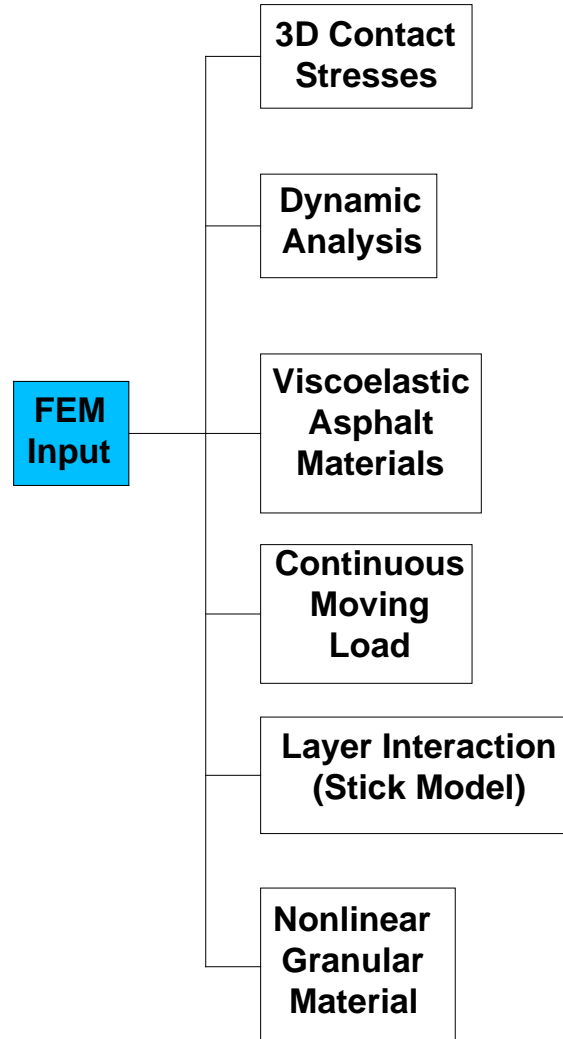 3D Contact
Stresses
Dynamic
Analysis
Viscoelastic
Asphalt
Materials
FEM
Input
Continuous
Moving
Load
Layer Interaction
(Stick Model)
Nonlinear
Granular
Material